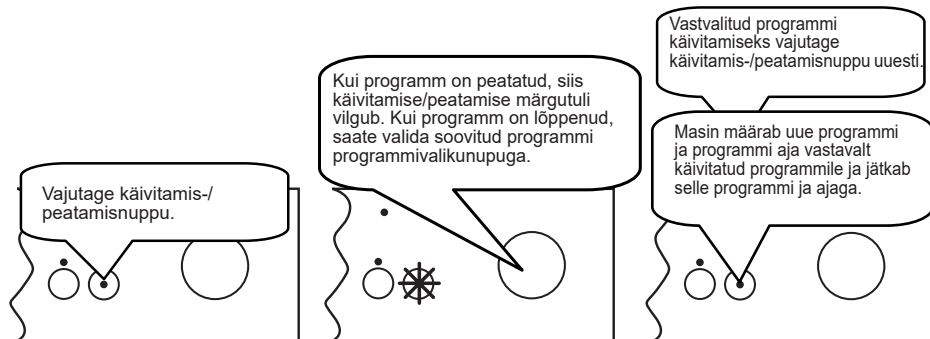 Vajutage käivitamis-/
peatamisnuppu.
Kui programm on peatatud, siis
käivitamise/peatamise märgutuli
vilgub. Kui programm on lõppenud,
saate valida soovitud programmi
programmivalikunupuga.
Vastvalitud programmi
käivitamiseks vajutage
käivitamis-/peatamisnuppu uuesti.
Masin määrab uue programmi
ja programmi aja vastavalt
käivitatud programmile ja jätkab
selle programmi ja ajaga.